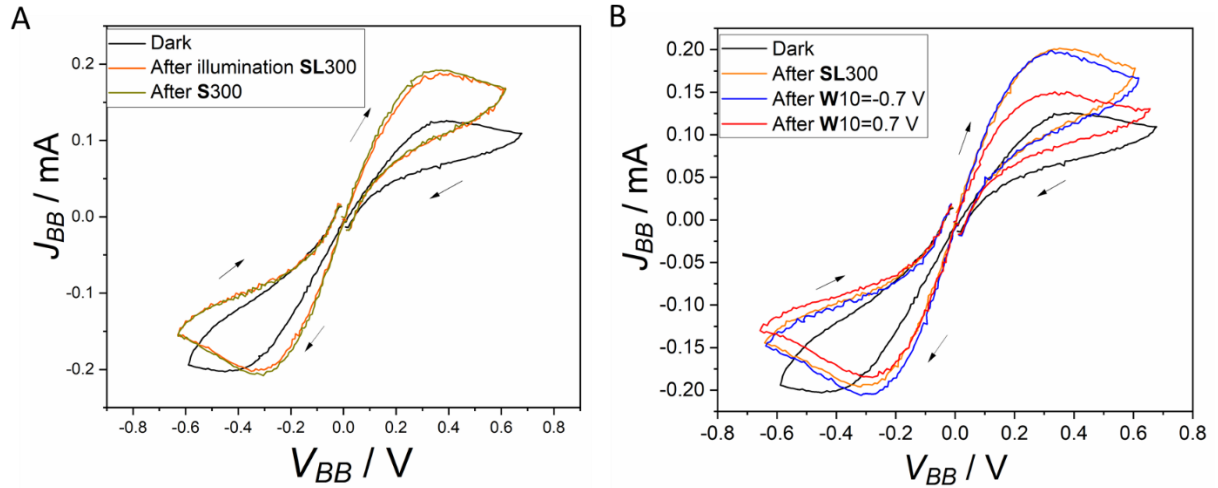 A
Dark
After illumination SL300
After S300
0.2
0.1
0.0
-0.1
-0.2
J_BB / mA
-0.8 -0.6 -0.4 -0.2 0.0 0.2 0.4 0.6 0.8
V_BB / V
B
Dark
After SL300
After W10=-0.7 V
After W10=0.7 V
0.20
0.15
0.10
0.05
0.00
-0.05
-0.10
-0.15
-0.20
J_BB / mA
-0.8 -0.6 -0.4 -0.2 0.0 0.2 0.4 0.6 0.8
V_BB / V